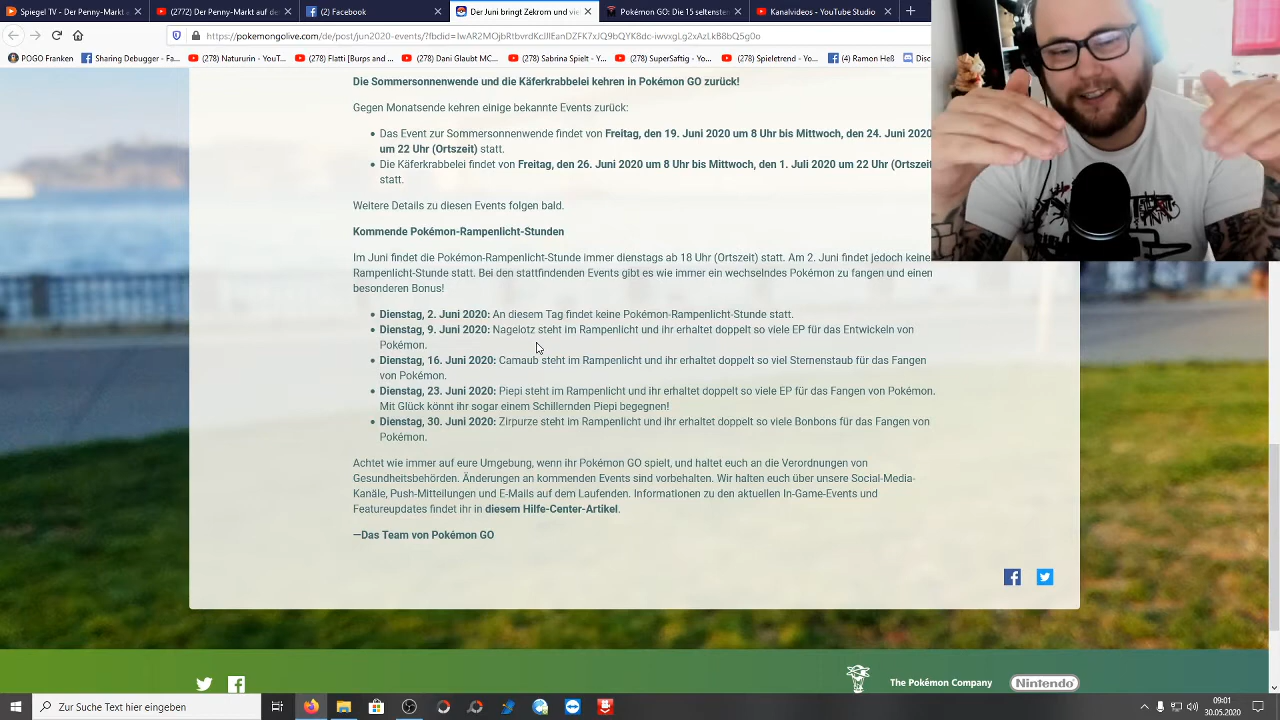 Spiegel TV - Der Mann der de
(277) Der Mann der den
(2) Facebook
Der Juni bringt neue und vie
Pokémon GO Die 15 seltensten
Kanalvideos - YouTube Studio
https://pokemongolive.com/de/post/jun2020-events/
POGO Franken
Sharing Debugger - F...
(278) Naturinin - YouT...
(278) Flatti (Burps and ...
(278) Dani Glaubt MC...
(278) Sabrina Spielt - Y...
(278) SuperSaftig - Yo...
(278) Spieletrend - Yo...
(4) Ramon Heß
Disc
Die Sommersonnenwende und die Käferkrabbelei kehren in Pokémon GO zurück!
Gegen Monatsende kehren einige bekannte Events zurück:
Das Event zur Sommersonnenwende findet von Freitag, den 19. Juni 2020 um 8 Uhr bis Mittwoch, den 24. Juni 2020
um 22 Uhr (Ortszeit) statt.
Die Käferkrabbelei findet von Freitag, den 26. Juni 2020 um 8 Uhr bis Mittwoch, den 1. Juli 2020 um 22 Uhr (Ortszeit
statt.
Weitere Details zu diesen Events folgen bald.
Kommende Pokémon-Rampenlicht-Stunden
Im Juni findet die Pokémon-Rampenlicht-Stunde immer dienstags ab 18 Uhr (Ortszeit) statt. Am 2. Juni findet jedoch keine
Rampenlicht-Stunde statt. Bei den stattfindenden Events gibt es wie immer ein wechselndes Pokémon zu fangen und einen
besonderen Bonus!
Dienstag, 2. Juni 2020: An diesem Tag findet keine Pokémon-Rampenlicht-Stunde statt.
Dienstag, 9. Juni 2020: Nagelotz steht im Rampenlicht und ihr erhaltet doppelt so viele EP für das Entwickeln von
Pokémon.
Dienstag, 16. Juni 2020: Camaub steht im Rampenlicht und ihr erhaltet doppelt so viel Sternenstaub für das Fangen
von Pokémon.
Dienstag, 23. Juni 2020: Piepi steht im Rampenlicht und ihr erhaltet doppelt so viele EP für das Fangen von Pokémon.
Mit Glück könnt ihr sogar einem Schillernden Piepi begegnen!
Dienstag, 30. Juni 2020: Zirpurze steht im Rampenlicht und ihr erhaltet doppelt so viele Bonbons für das Fangen von
Pokémon.
Achtet wie immer auf eure Umgebung, wenn ihr Pokémon GO spielt, und haltet euch an die Verordnungen von
Gesundheitsbehörden. Änderungen an kommenden Events sind vorbehalten. Wir halten euch über unsere Social-Media-
Kanäle, Push-Mitteilungen und E-Mails auf dem Laufenden. Informationen zu den aktuellen In-Game-Events und
Featureupdates findet ihr in diesem Hilfe-Center-Artikel.
—Das Team von Pokémon GO
The Pokémon Company
Nintendo
Zur Suche Text hier eingeben
09:01
30.05.2020